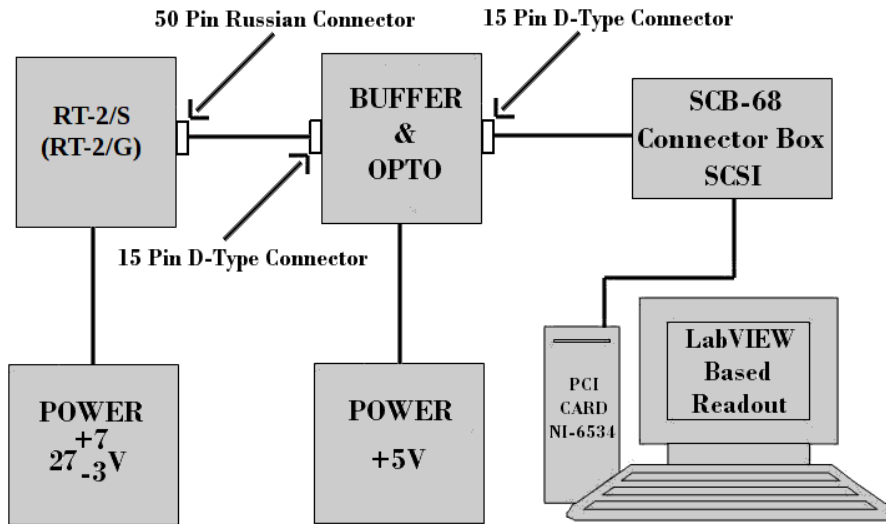 50 Pin Russian Connector
15 Pin D-Type Connector
RT-2/S
(RT-2/G)
BUFFER
&
OPTO
SCB-68
Connector Box
SCSI
15 Pin D-Type Connector
POWER
+7
27 -3V
POWER
+5V
PCI
CARD
NI-6534
LabVIEW
Based
Readout